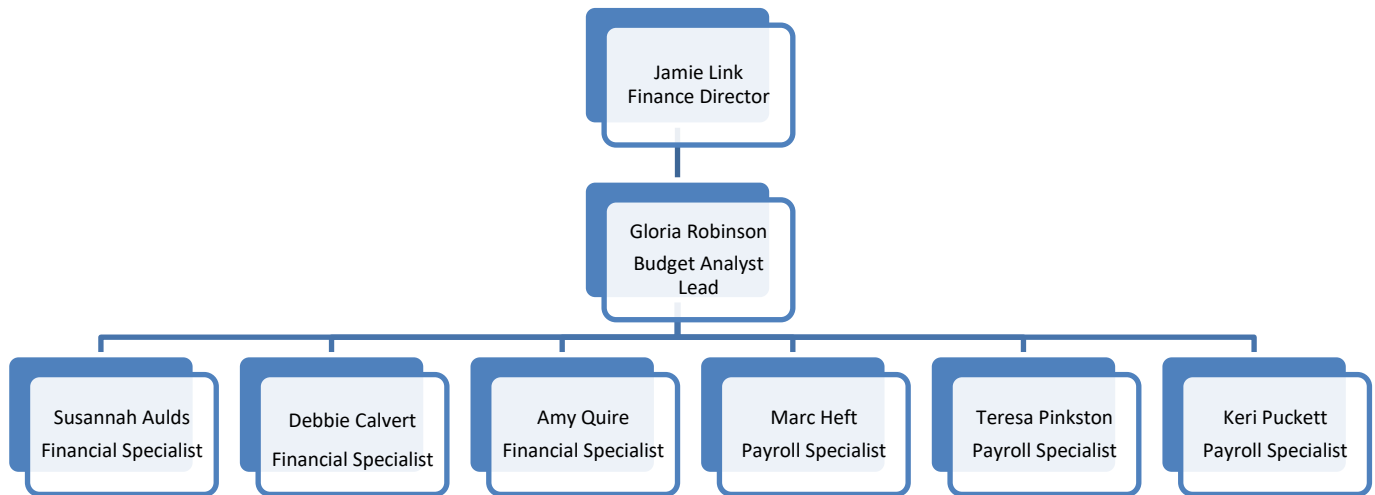 Jamie Link
Finance Director
Gloria Robinson
Budget Analyst
Lead
Susannah Aulds
Financial Specialist
Debbie Calvert
Financial Specialist
Amy Quire
Financial Specialist
Marc Heft
Payroll Specialist
Teresa Pinkston
Payroll Specialist
Keri Puckett
Payroll Specialist